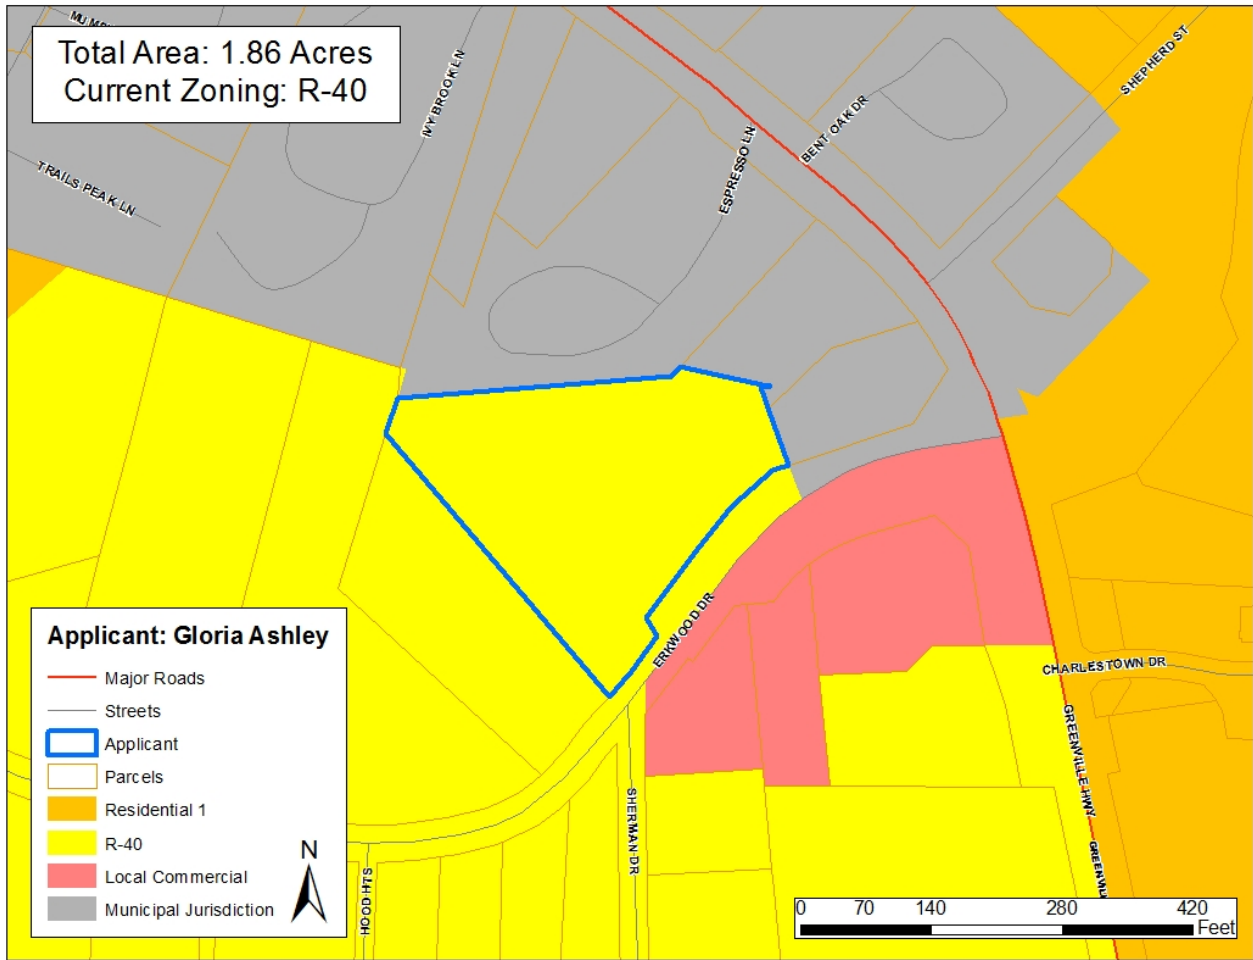 Total Area: 1.86 Acres
Current Zoning: R-40
IVY BROOK LN
TRAILS PEAK LN
ESPRESSO LN
BENT OAK DR
SHEPHERD ST
ERKWOOD DR
CHARLESTOWN DR
GREENVILLE HWY
SHERMAN DR
HOOD HTS
Applicant: Gloria Ashley
Major Roads
Streets
Applicant
Parcels
Residential 1
R-40
Local Commercial
Municipal Jurisdiction
N
0 70 140 280 420
Feet